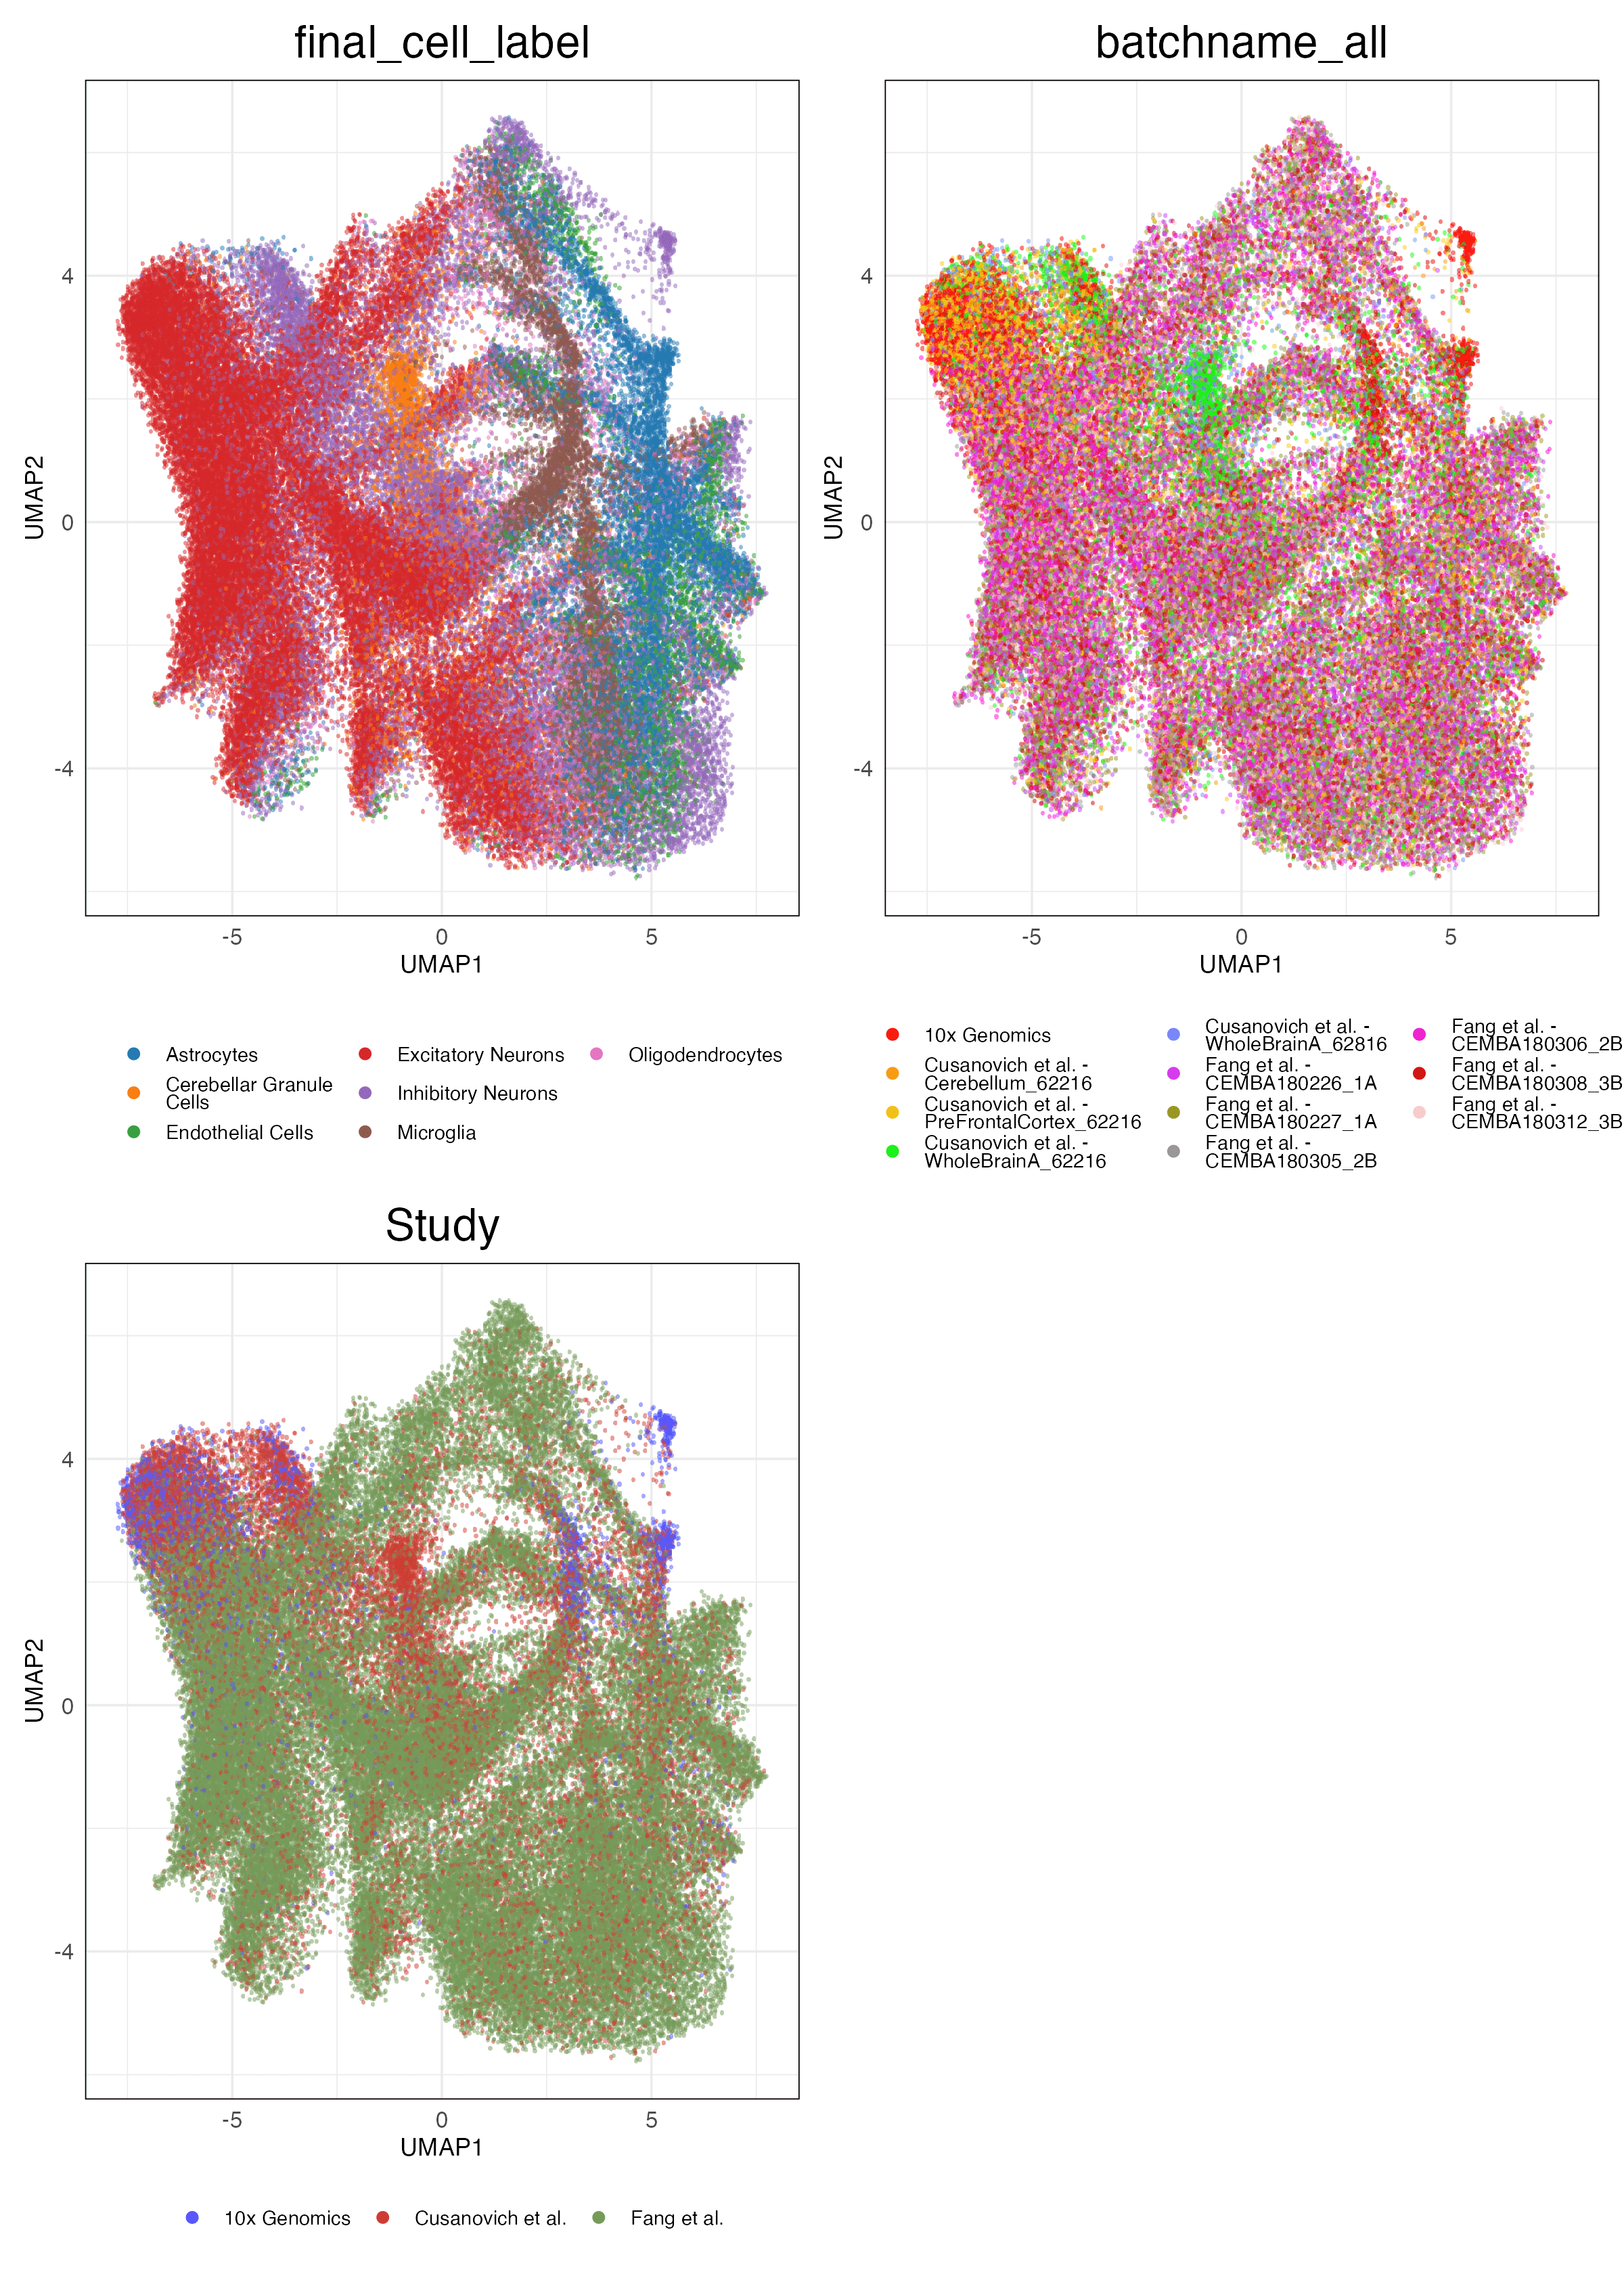 final_cell_label
batchname_all
4
0
-4
UMAP2
-5
0
5
UMAP1
4
0
-4
UMAP2
-5
0
5
UMAP1
Astrocytes
Cerebellar Granule
Cells
Endothelial Cells
Excitatory Neurons
Inhibitory Neurons
Microglia
Oligodendrocytes
10x Genomics
Cusanovich et al. -
Cerebellum_62216
Cusanovich et al. -
PreFrontalCortex_62216
Cusanovich et al. -
WholeBrainA_62216
Cusanovich et al. -
WholeBrainA_62816
Fang et al. -
CEMBA180226_1A
Fang et al. -
CEMBA180227_1A
Fang et al. -
CEMBA180305_2B
Fang et al. -
CEMBA180306_2B
Fang et al. -
CEMBA180308_3B
Fang et al. -
CEMBA180312_3B
Study
4
0
-4
UMAP2
-5
0
5
UMAP1
10x Genomics
Cusanovich et al.
Fang et al.